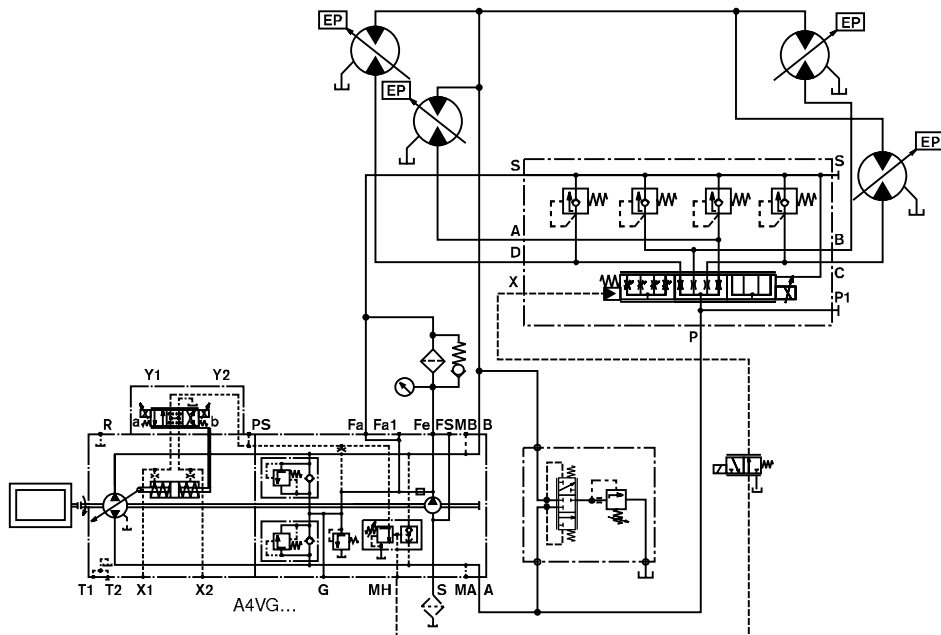 EP
EP
EP
EP
S S
A B
D
X C
P1
P
Y1 Y2
a b
R PS Fa Fa1 Fe FS MB B
T1 T2 X1 X2 G MH S MA A
A4VG...